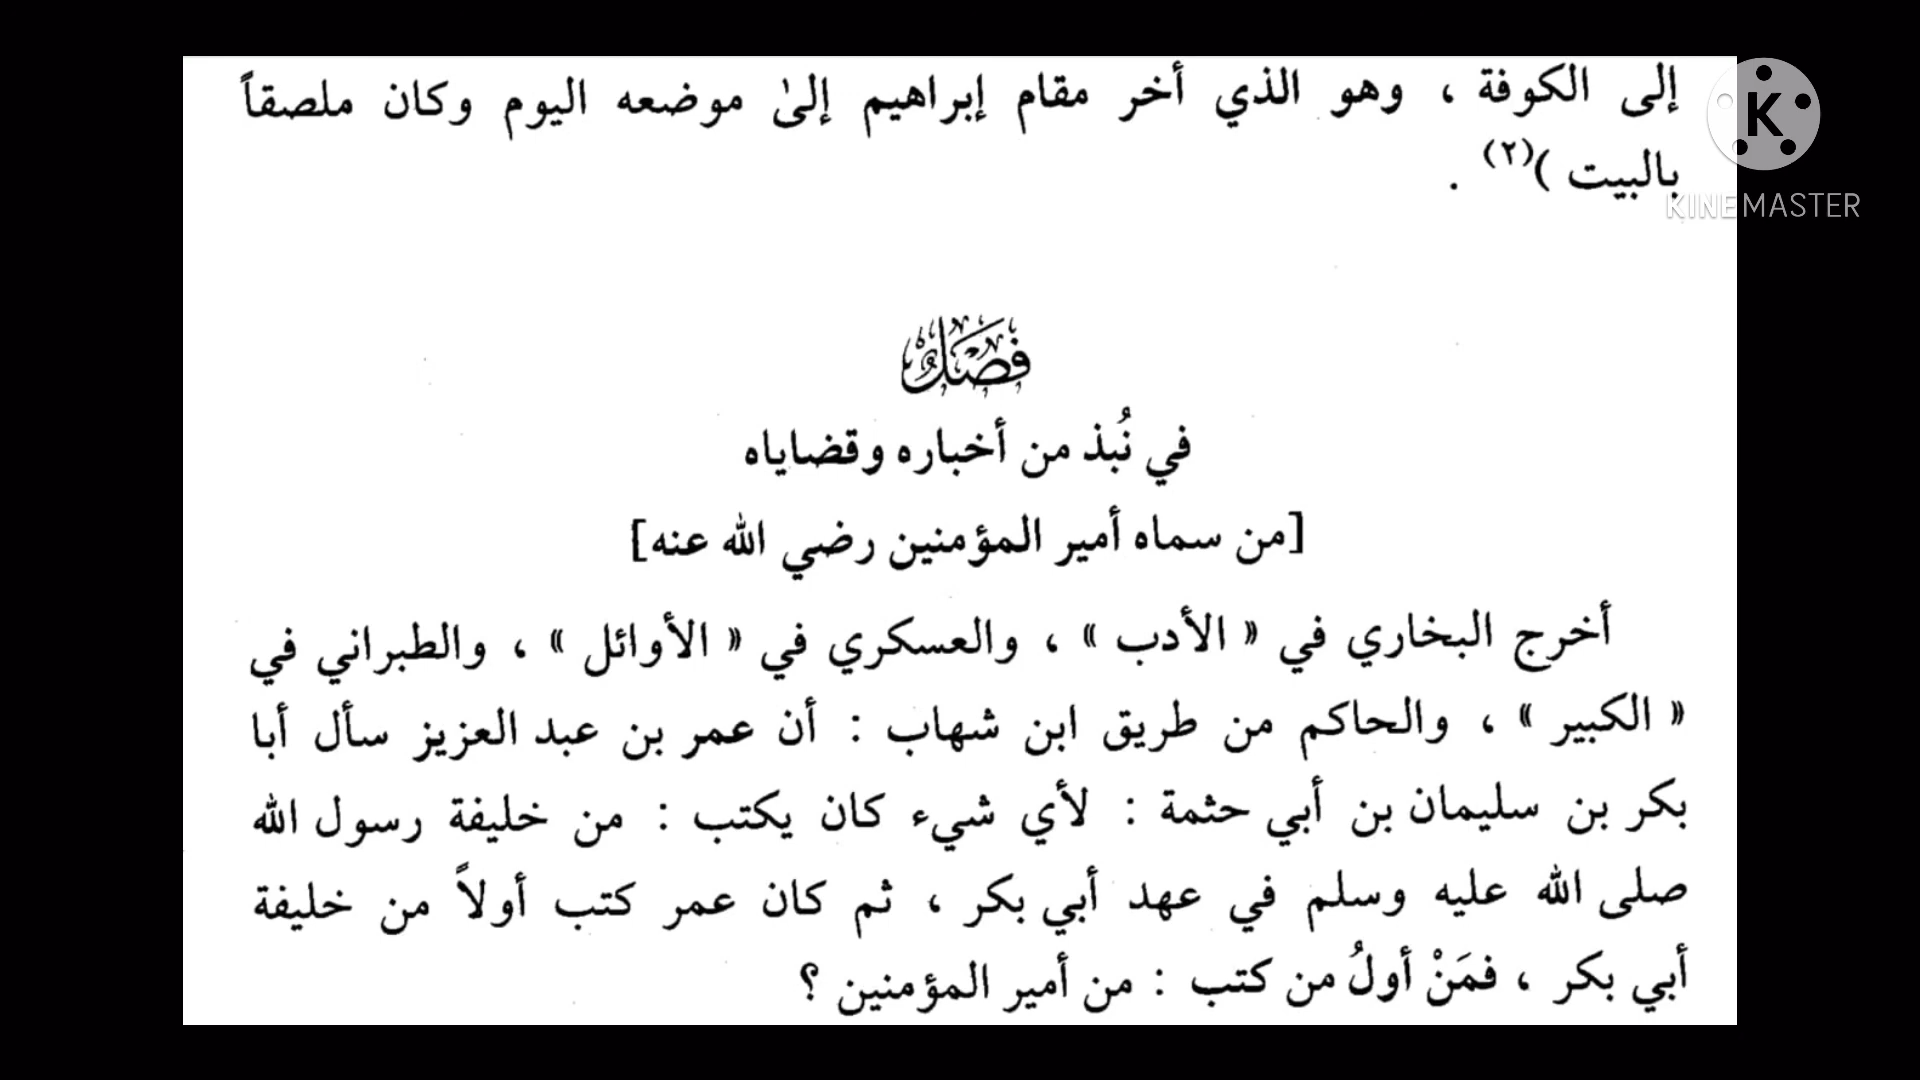 إلى الكوفة ، وهو الذي أخر مقام إبراهيم إلىٰ موضعه اليوم وكان ملصقاً
بالبيت )(٢) .
K
KINEMASTER
فصل
في نُبذ من أخباره وقضاياه
[من سماه أمير المؤمنين رضي الله عنه]
أخرج البخاري في « الأدب » ، والعسكري في « الأوائل » ، والطبراني في
« الكبير » ، والحاكم من طريق ابن شهاب : أن عمر بن عبد العزيز سأل أبا
بكر بن سليمان بن أبي حثمة : لأي شيء كان يكتب : من خليفة رسول الله
صلى الله عليه وسلم في عهد أبي بكر ، ثم كان عمر كتب أولاً من خليفة
أبي بكر ، فمَنْ أولُ من كتب : من أمير المؤمنين ؟